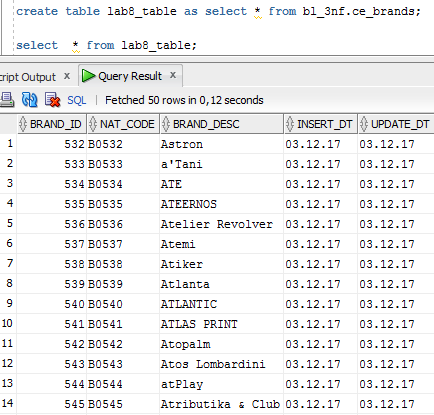 create table lab8_table as select * from bl_3nf.ce_brands;
select * from lab8_table;
cript Output x Query Result x
SQL | Fetched 50 rows in 0,12 seconds
BRAND_ID NAT_CODE BRAND_DESC INSERT_DT UPDATE_DT
1 532 B0532 Astron 03.12.17 03.12.17
2 533 B0533 a'Tani 03.12.17 03.12.17
3 534 B0534 ATE 03.12.17 03.12.17
4 535 B0535 ATEERNOS 03.12.17 03.12.17
5 536 B0536 Atelier Revolver 03.12.17 03.12.17
6 537 B0537 Atemi 03.12.17 03.12.17
7 538 B0538 Atiker 03.12.17 03.12.17
8 539 B0539 Atlanta 03.12.17 03.12.17
9 540 B0540 ATLANTIC 03.12.17 03.12.17
10 541 B0541 ATLAS PRINT 03.12.17 03.12.17
11 542 B0542 Atopalm 03.12.17 03.12.17
12 543 B0543 Atos Lombardini 03.12.17 03.12.17
13 544 B0544 atPlay 03.12.17 03.12.17
14 545 B0545 Atributika & Club 03.12.17 03.12.17